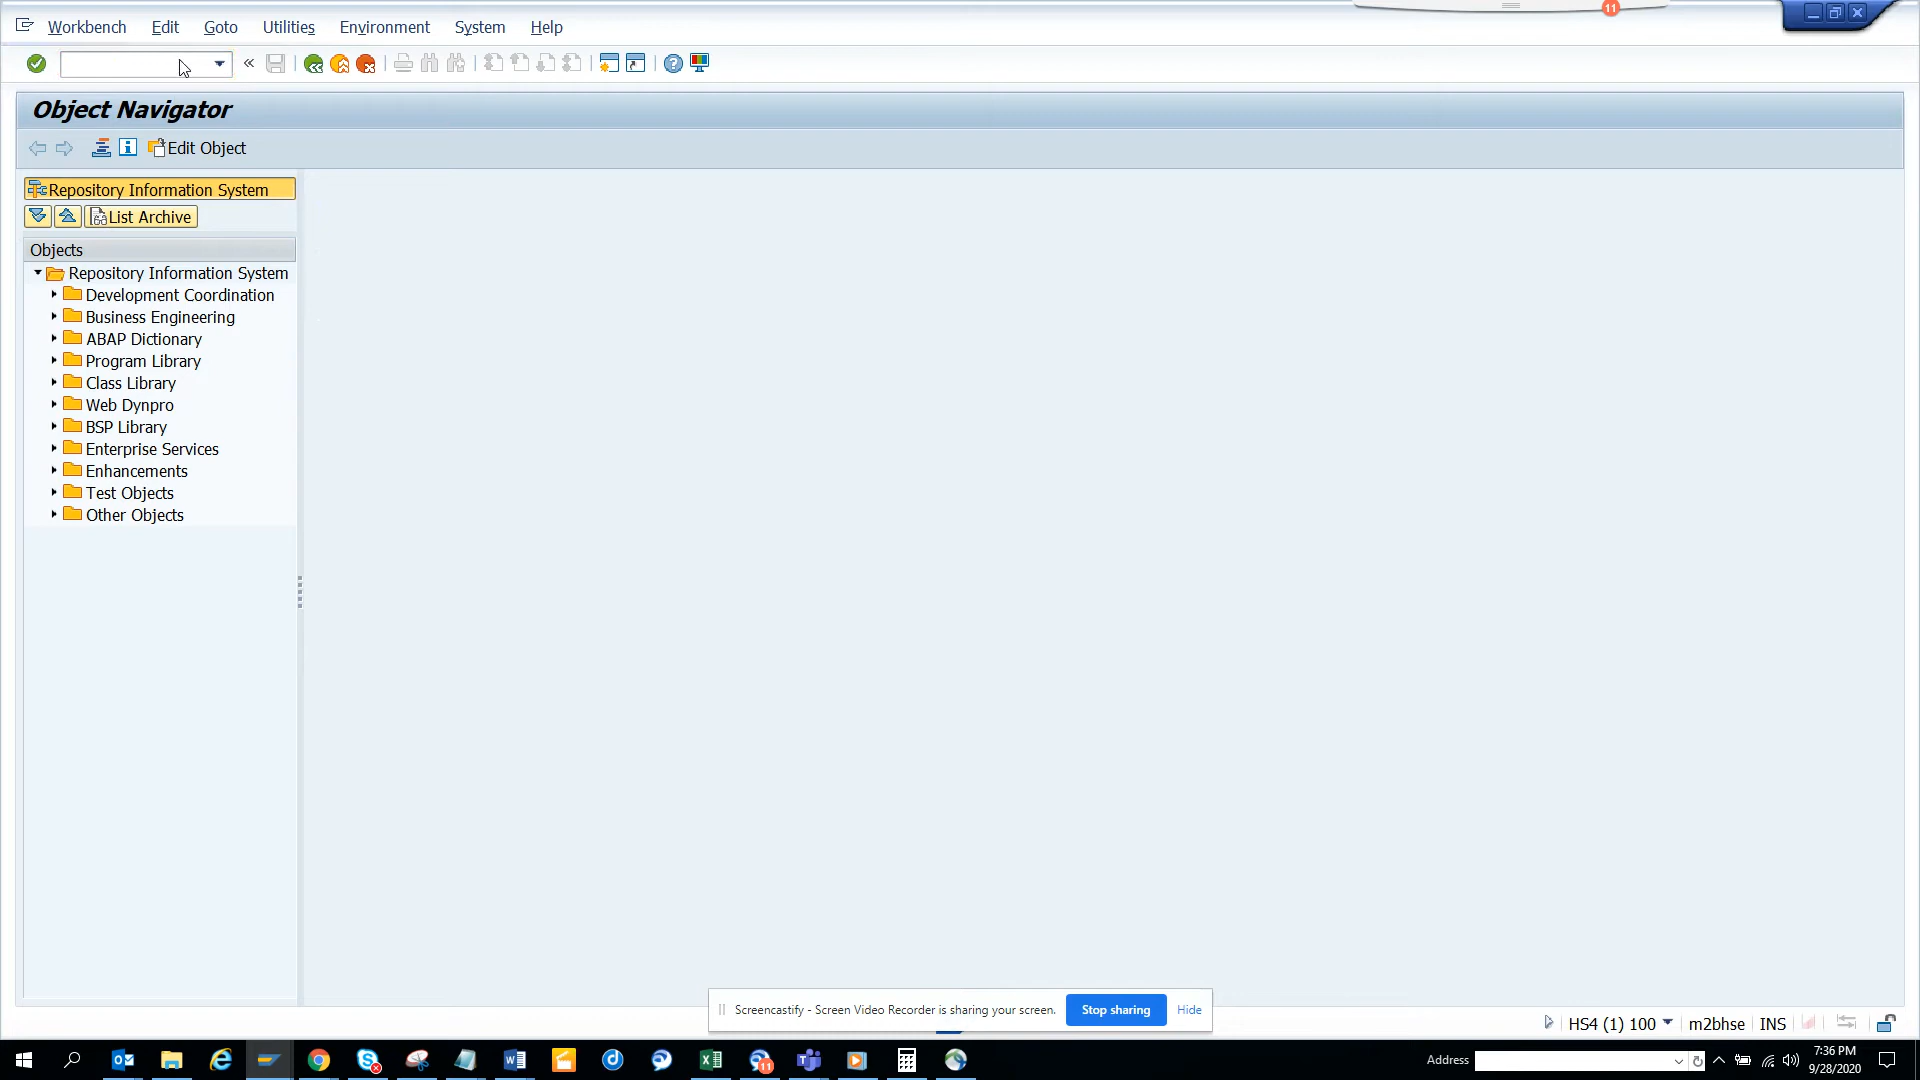 Workbench Edit Goto Utilities Environment System Help
11
Object Navigator
Edit Object
Repository Information System
List Archive
Objects
Repository Information System
Development Coordination
Business Engineering
ABAP Dictionary
Program Library
Class Library
Web Dynpro
BSP Library
Enterprise Services
Enhancements
Test Objects
Other Objects
Screencastify - Screen Video Recorder is sharing your screen. Stop sharing Hide
HS4 (1) 100 m2bhse INS
11
Address
7:36 PM
9/28/2020